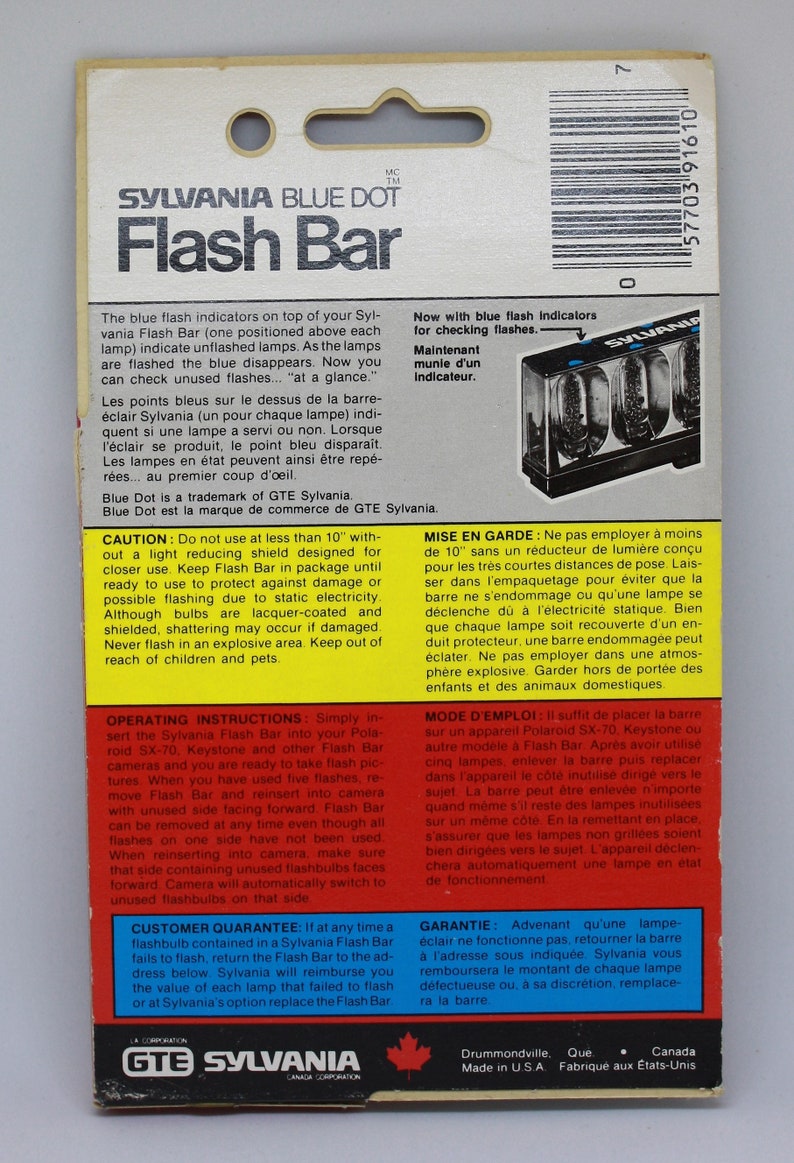 7
57703 91610
0
MC
TM
SYLVANIA BLUE DOT
Flash Bar
The blue flash indicators on top of your Syl-
vania Flash Bar (one positioned above each
lamp) indicate unflashed lamps. As the lamps
are flashed the blue disappears. Now you
can check unused flashes... "at a glance."
Les points bleus sur le dessus de la barre-
éclair Sylvania (un pour chaque lampe) indi-
quent si une lampe a servi ou non. Lorsque
l'éclair se produit, le point bleu disparaît.
Les lampes en état peuvent ainsi être repé-
rées... au premier coup d'œil.
Blue Dot is a trademark of GTE Sylvania.
Blue Dot est la marque de commerce de GTE Sylvania.
Now with blue flash indicators
for checking flashes.
Maintenant
munie d'un
indicateur.
SYLVANIA
CAUTION : Do not use at less than 10" with-
out a light reducing shield designed for
closer use. Keep Flash Bar in package until
ready to use to protect against damage or
possible flashing due to static electricity.
Although bulbs are lacquer-coated and
shielded, shattering may occur if damaged.
Never flash in an explosive area. Keep out of
reach of children and pets.
MISE EN GARDE : Ne pas employer à moins
de 10" sans un réducteur de lumière conçu
pour les très courtes distances de pose. Lais-
ser dans l'empaquetage pour éviter que la
barre ne s'endommage ou qu'une lampe se
déclenche dû à l'électricité statique. Bien
que chaque lampe soit recouverte d'un en-
duit protecteur, une barre endommagée peut
éclater. Ne pas employer dans une atmos-
phère explosive. Garder hors de portée des
enfants et des animaux domestiques.
OPERATING INSTRUCTIONS : Simply in-
sert the Sylvania Flash Bar into your Pola-
roid SX-70, Keystone and other Flash Bar
cameras and you are ready to take flash pic-
tures. When you have used five flashes, re-
move Flash Bar and reinsert into camera
with unused side facing forward. Flash Bar
can be removed at any time even though all
flashes on one side have not been used.
When reinserting into camera, make sure
that side containing unused flashbulbs faces
forward. Camera will automatically switch to
unused flashbulbs on that side.
MODE D'EMPLOI : Il suffit de placer la barre
sur un appareil Polaroid SX-70, Keystone ou
autre modèle à Flash Bar. Après avoir utilisé
cinq lampes, enlever la barre puis replacer
dans l'appareil le côté inutilisé dirigé vers le
sujet. La barre peut être enlevée n'importe
quand même s'il reste des lampes inutilisées
sur un même côté. En la remettant en place,
s'assurer que les lampes non grillées soient
bien dirigées vers le sujet. L'appareil déclen-
chera automatiquement une lampe en état
de fonctionnement.
CUSTOMER QUARANTEE: If at any time a
flashbulb contained in a Sylvania Flash Bar
fails to flash, return the Flash Bar to the ad-
dress below. Sylvania will reimburse you
the value of each lamp that failed to flash
or at Sylvania's option replace the Flash Bar.
GARANTIE : Advenant qu'une lampe-
éclair ne fonctionne pas, retourner la barre
à l'adresse sous indiquée. Sylvania vous
remboursera le montant de chaque lampe
défectueuse ou, à sa discrétion, remplace-
ra la barre.
LA CORPORATION
GTE SYLVANIA
CANADA CORPORATION
Drummondville, Qué. • Canada
Made in U.S.A. Fabriqué aux États-Unis